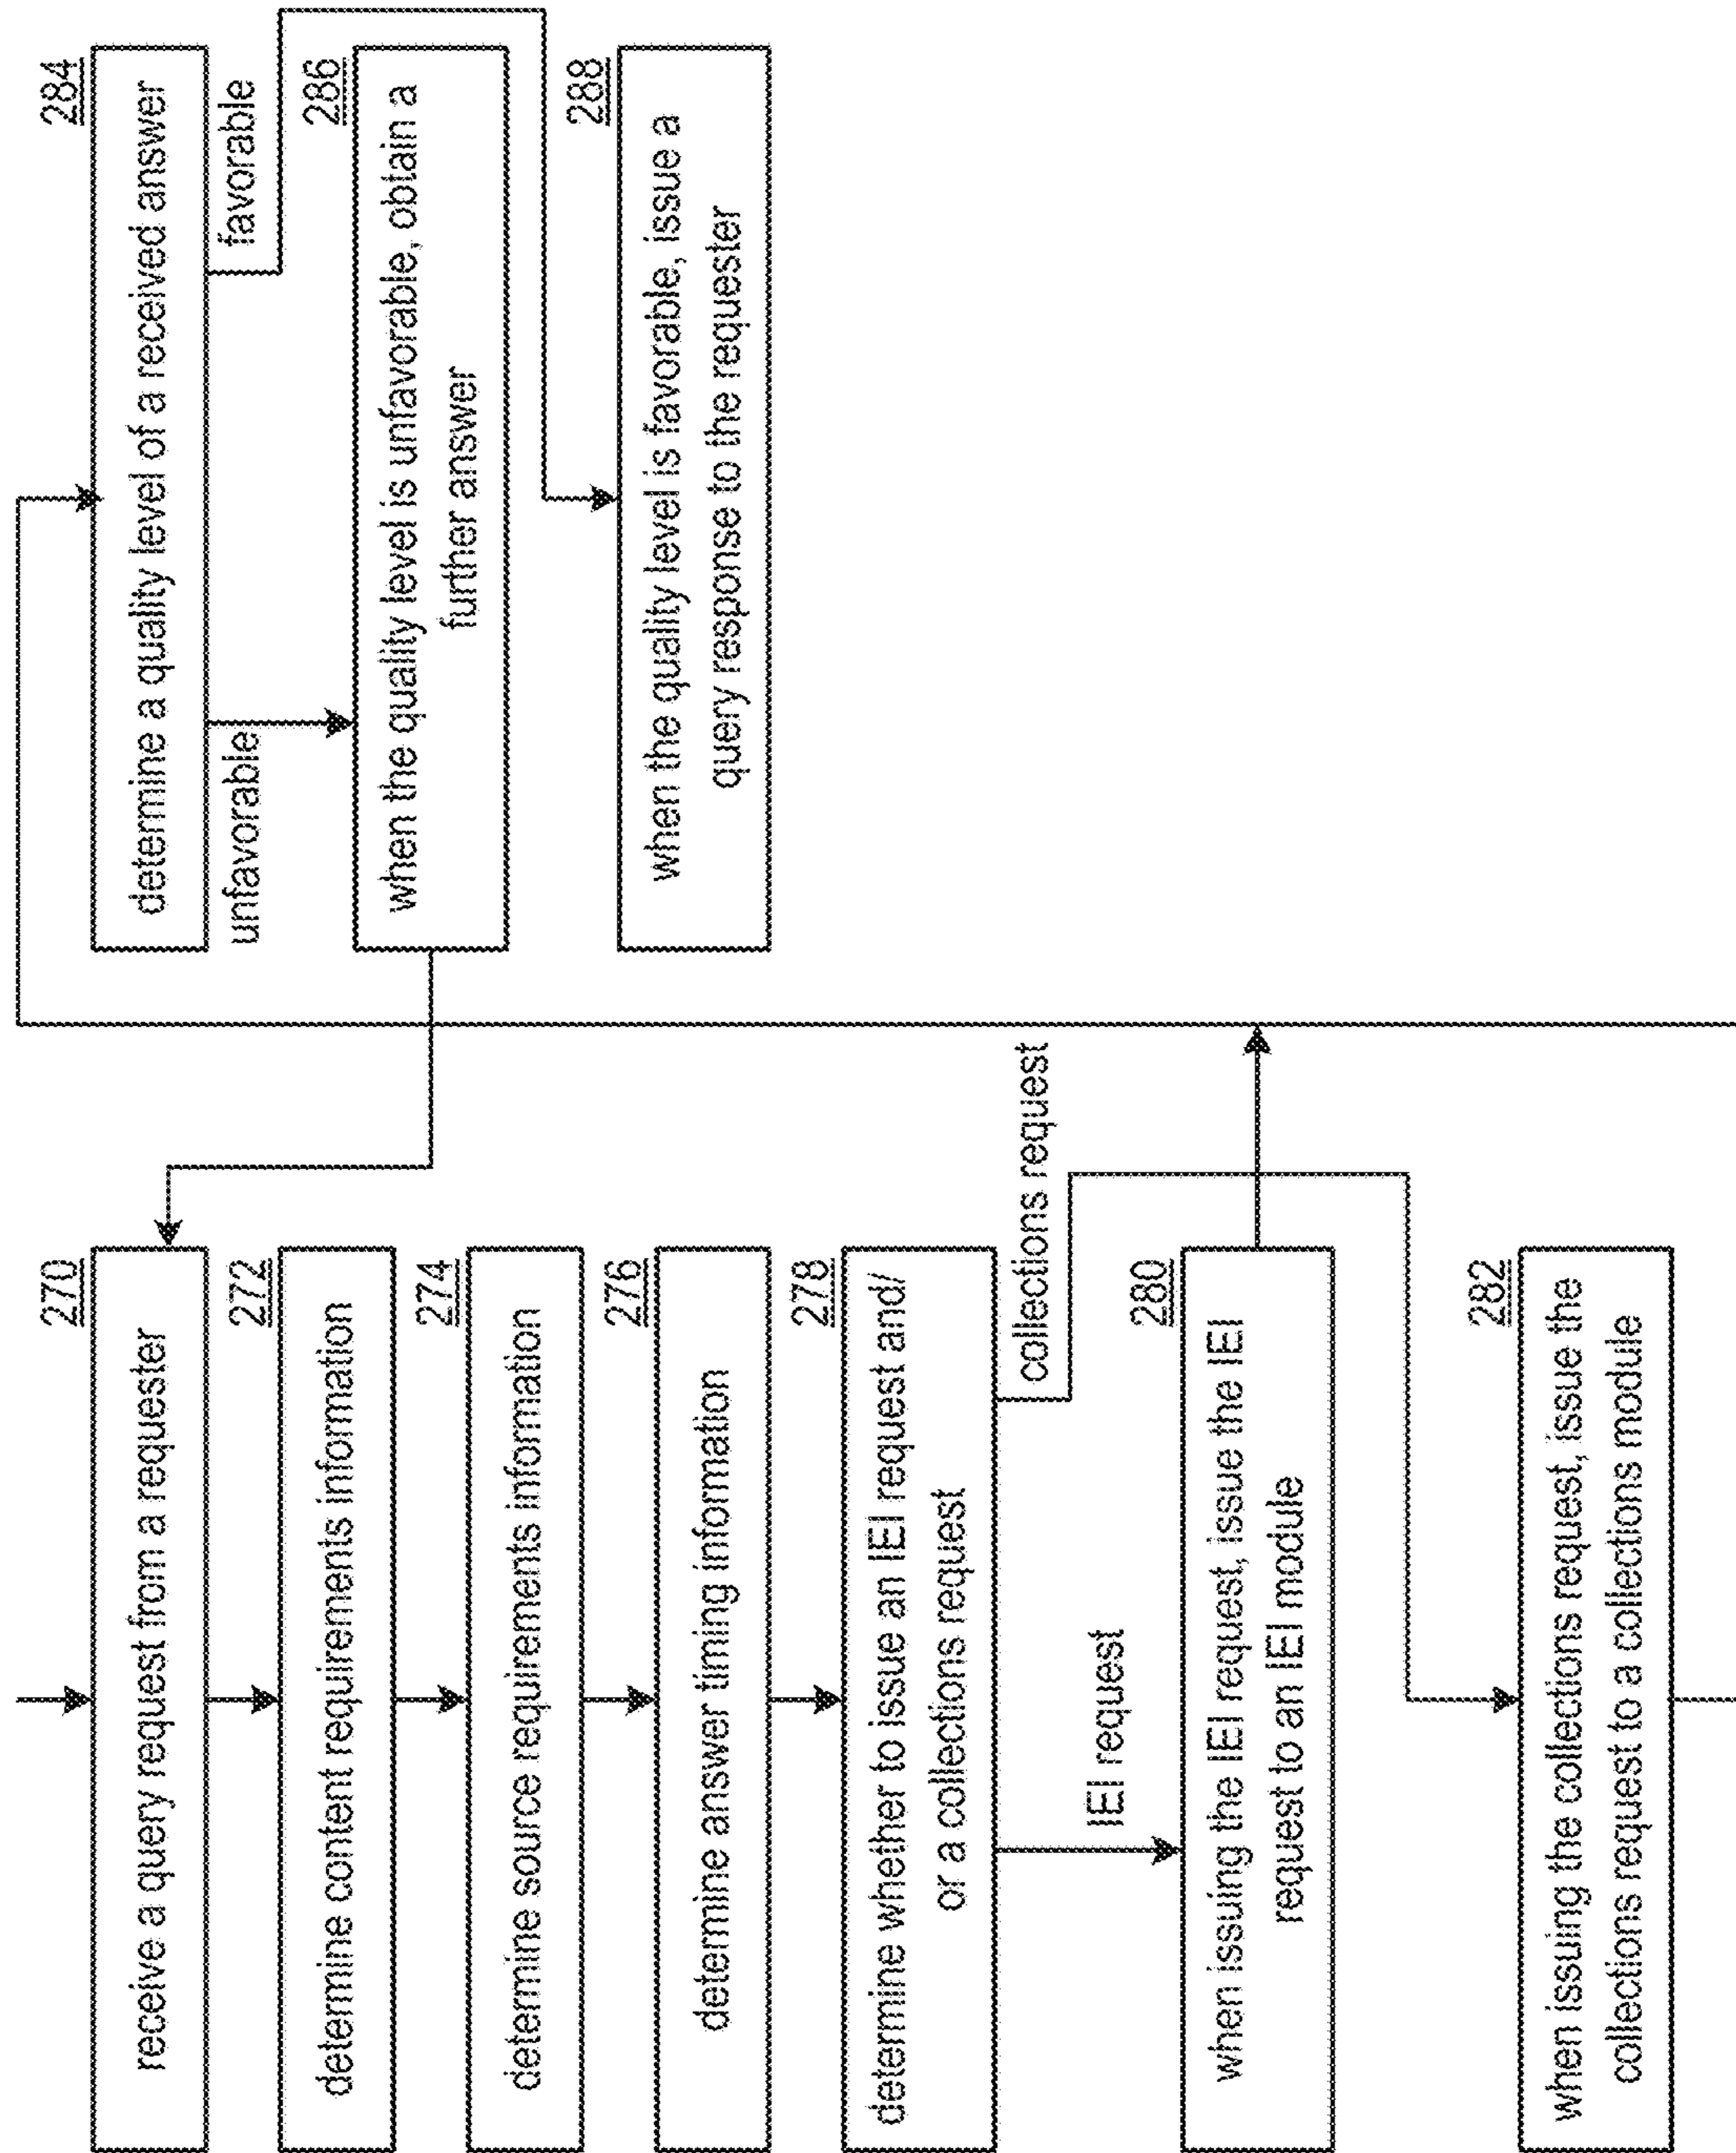 270
receive a query request from a requester
272
determine content requirements information
274
determine source requirements information
276
determine answer timing information
278
determine whether to issue an IEI request and/
or a collections request
IEI request
collections request
280
when issuing the IEI request, issue the IEI
request to an IEI module
282
when issuing the collections request, issue the
collections request to a collections module
284
determine a quality level of a received answer
unfavorable
favorable
286
when the quality level is unfavorable, obtain a
further answer
288
when the quality level is favorable, issue a
query response to the requester